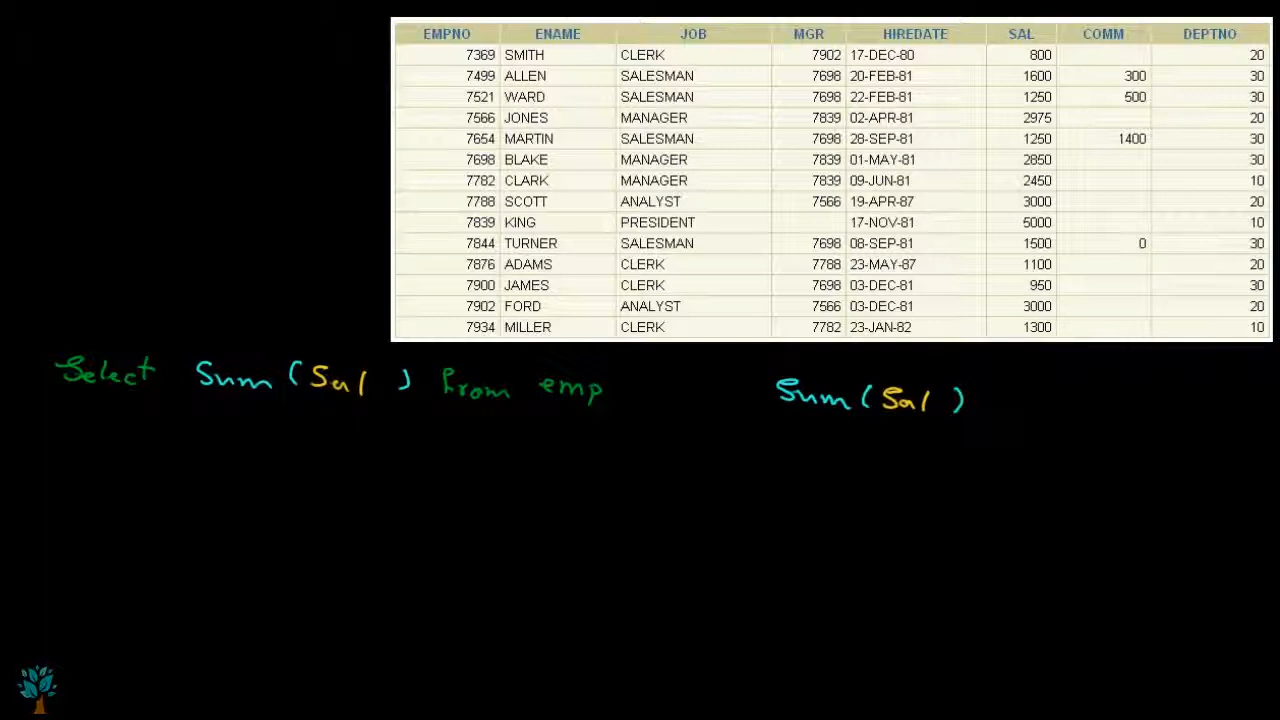 EMPNO ENAME JOB MGR HIREDATE SAL COMM DEPTNO
7369 SMITH CLERK 7902 17-DEC-80 800 20
7499 ALLEN SALESMAN 7698 20-FEB-81 1600 300 30
7521 WARD SALESMAN 7698 22-FEB-81 1250 500 30
7566 JONES MANAGER 7839 02-APR-81 2975 20
7654 MARTIN SALESMAN 7698 28-SEP-81 1250 1400 30
7698 BLAKE MANAGER 7839 01-MAY-81 2850 30
7782 CLARK MANAGER 7839 09-JUN-81 2450 10
7788 SCOTT ANALYST 7566 19-APR-87 3000 20
7839 KING PRESIDENT 17-NOV-81 5000 10
7844 TURNER SALESMAN 7698 08-SEP-81 1500 0 30
7876 ADAMS CLERK 7788 23-MAY-87 1100 20
7900 JAMES CLERK 7698 03-DEC-81 950 30
7902 FORD ANALYST 7566 03-DEC-81 3000 20
7934 MILLER CLERK 7782 23-JAN-82 1300 10
Select Sum(Sal) from emp
Sum(Sal)